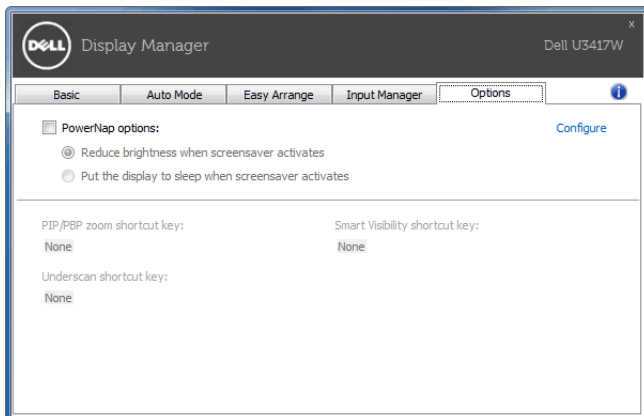 DELL Display Manager Dell U3417W
x
Basic Auto Mode Easy Arrange Input Manager Options i
PowerNap options: Configure
Reduce brightness when screensaver activates
Put the display to sleep when screensaver activates
PIP/PBP zoom shortcut key: Smart Visibility shortcut key:
None None
Underscan shortcut key:
None